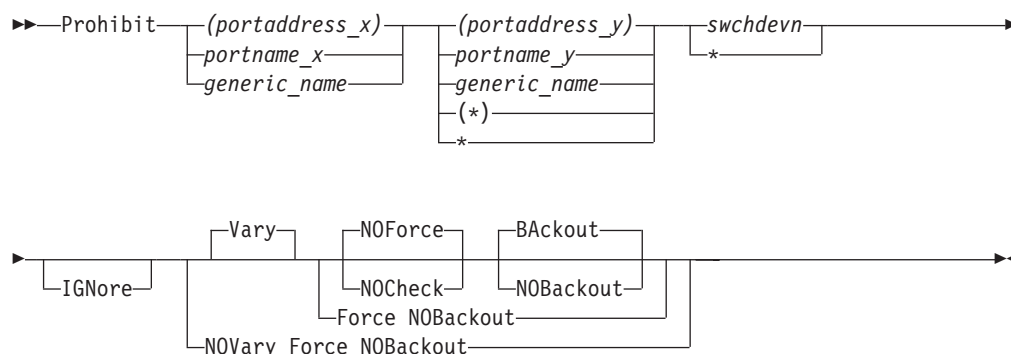 Prohibit (portaddress_x) (portaddress_y) swchdevn
portname_x portname_y *
generic_name generic_name
(*)
*
Vary NOForce BAckout
IGNore NOCheck NOBackout
Force NOBackout
NOVary Force NOBackout